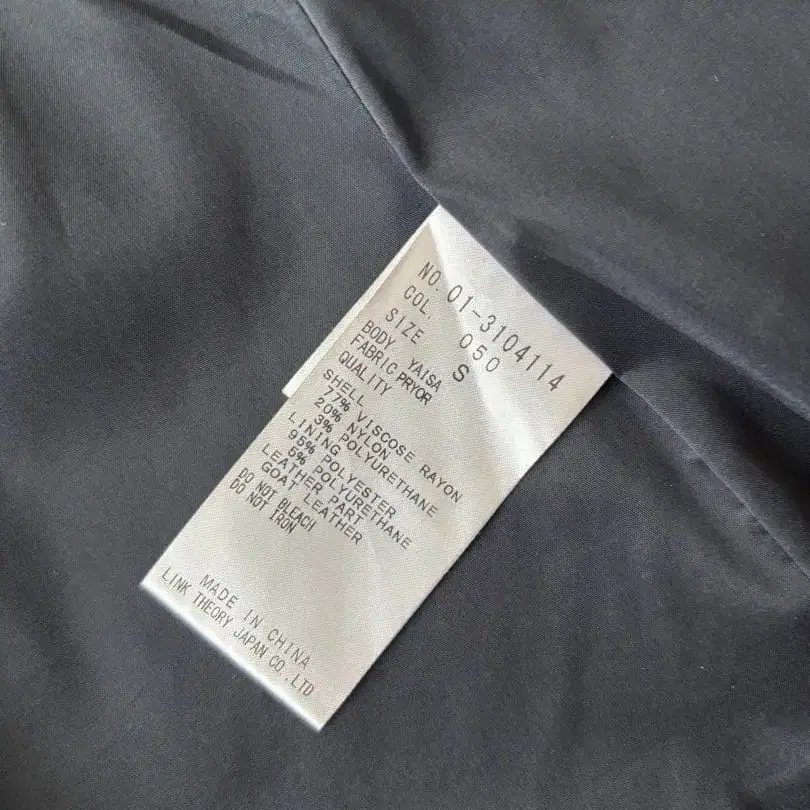 NO. 01-3104114
COL. 050
SIZE S
BODY YAISA
FABRIC PRYOR
QUALITY
SHELL
77% VISCOSE RAYON
20% NYLON
3% POLYURETHANE
LINING
95% POLYESTER
5% POLYURETHANE
LEATHER PART
GOAT LEATHER
DO NOT BLEACH
DO NOT IRON
MADE IN CHINA
LINK THEORY JAPAN CO.,LTD